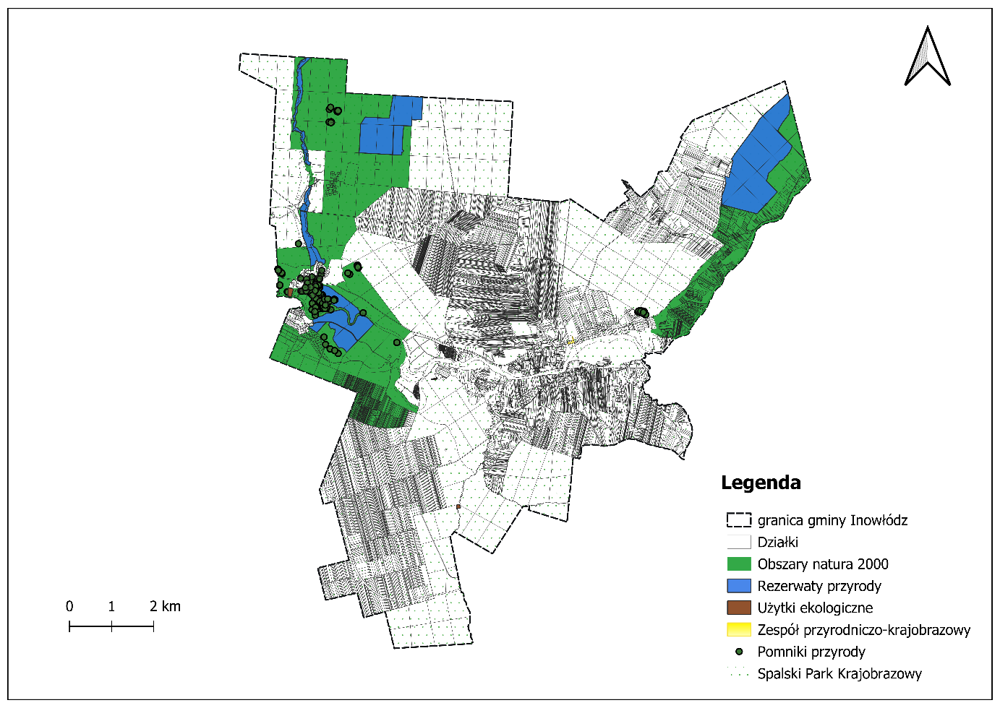 Legenda
granica gminy Inowłódz
Działki
Obszary natura 2000
Rezerwaty przyrody
Użytki ekologiczne
Zespół przyrodniczo-krajobrazowy
Pomniki przyrody
Spalski Park Krajobrazowy
0 1 2 km